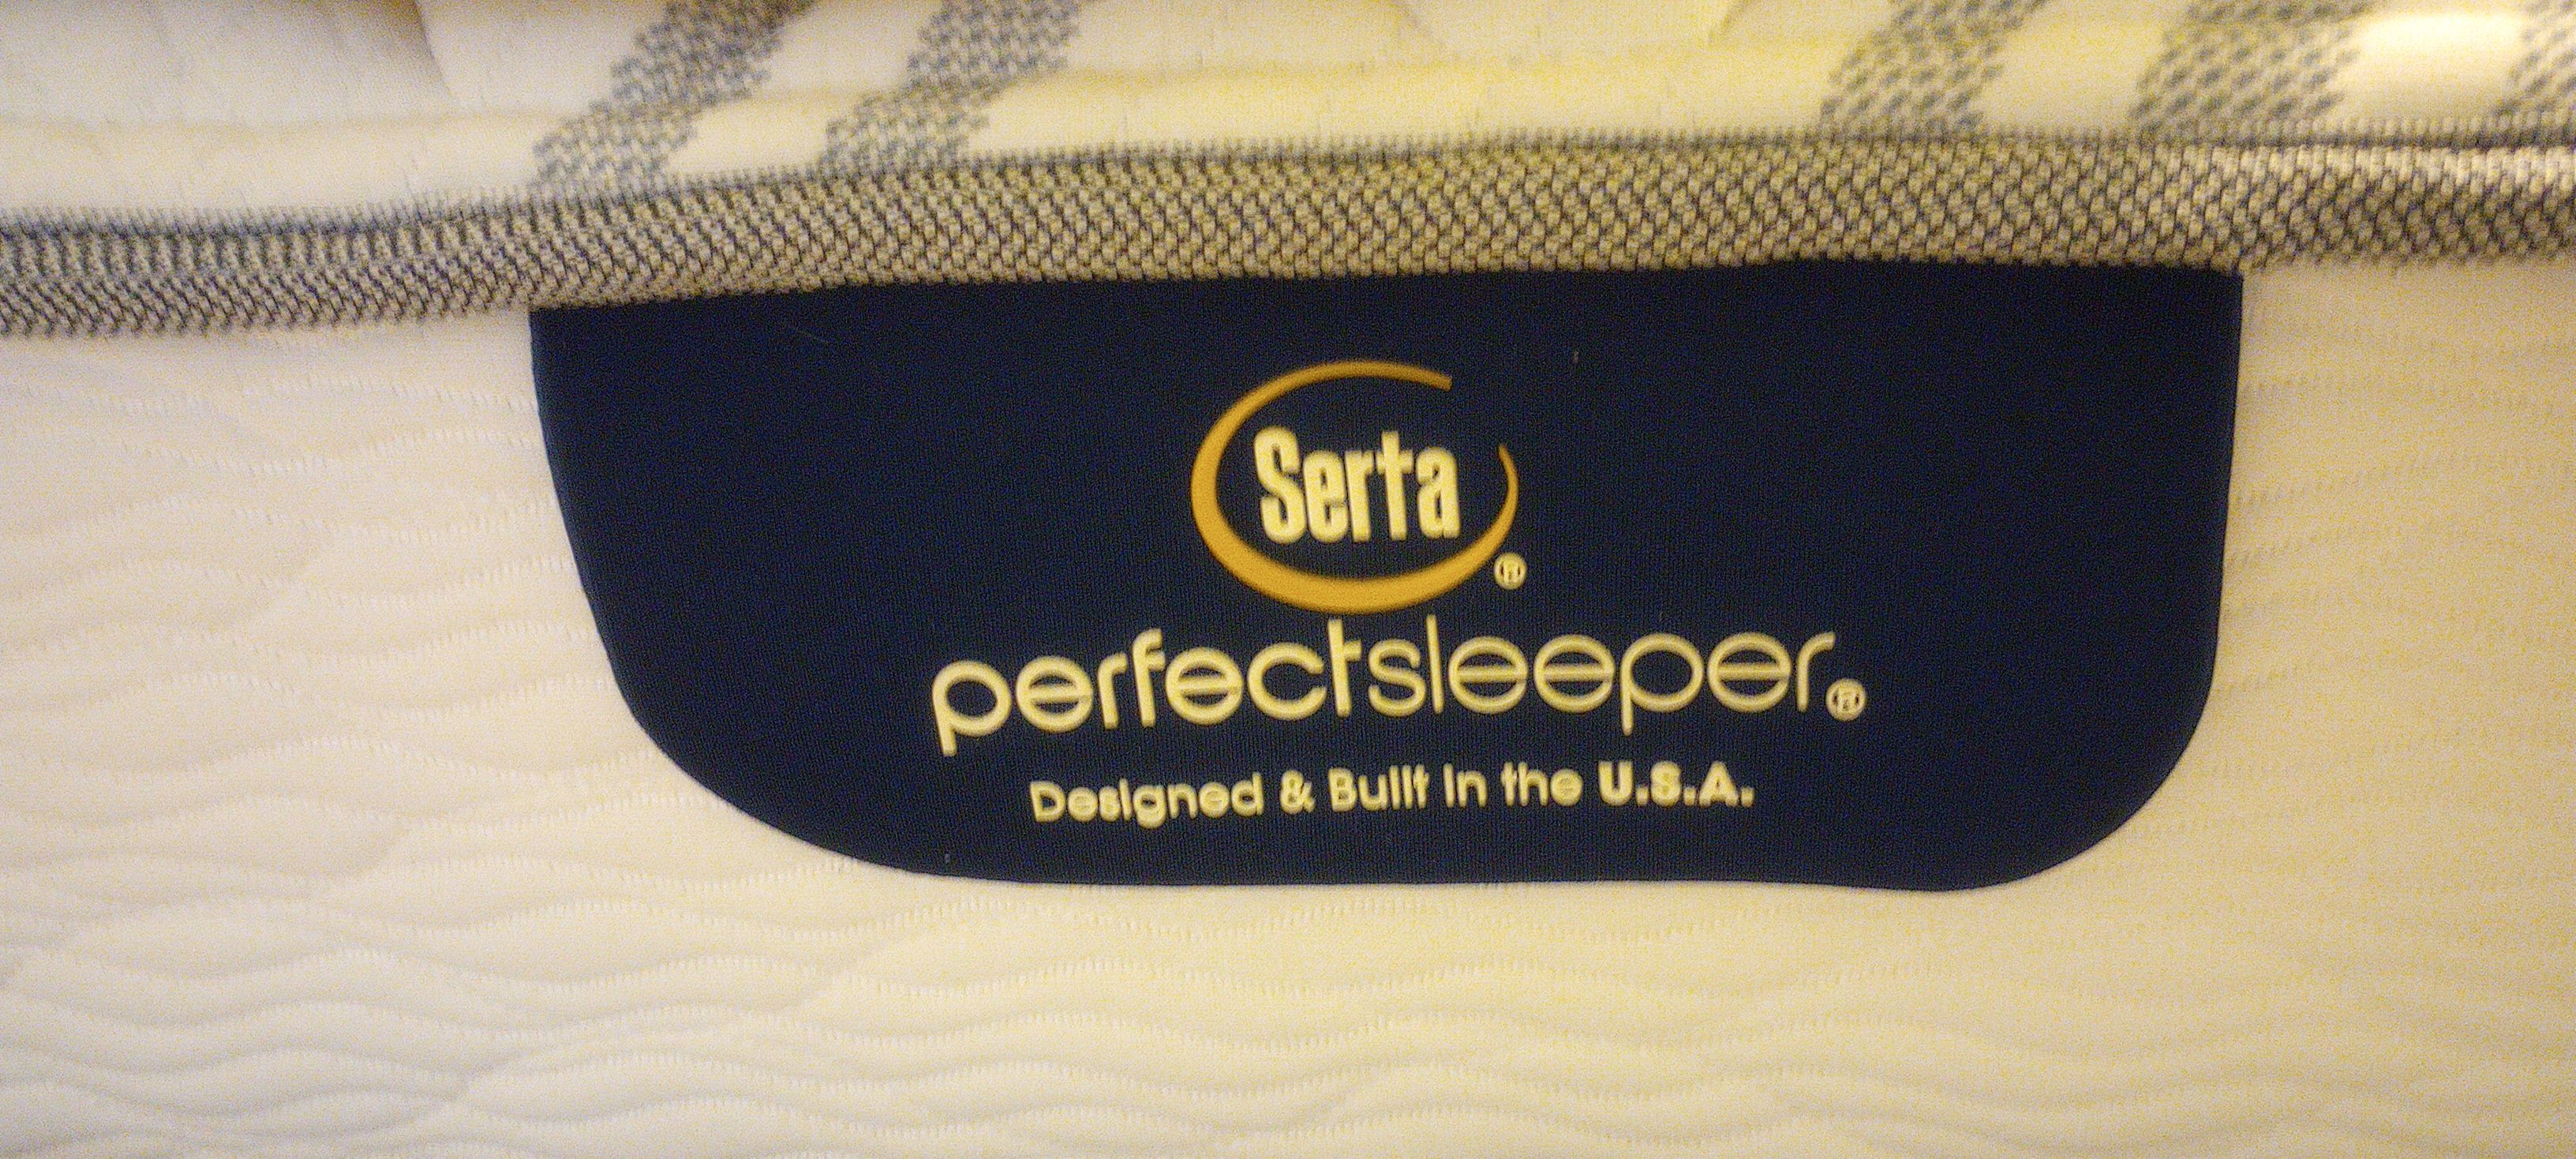 Serta®
perfectsleeper®
Designed & Built in the U.S.A.